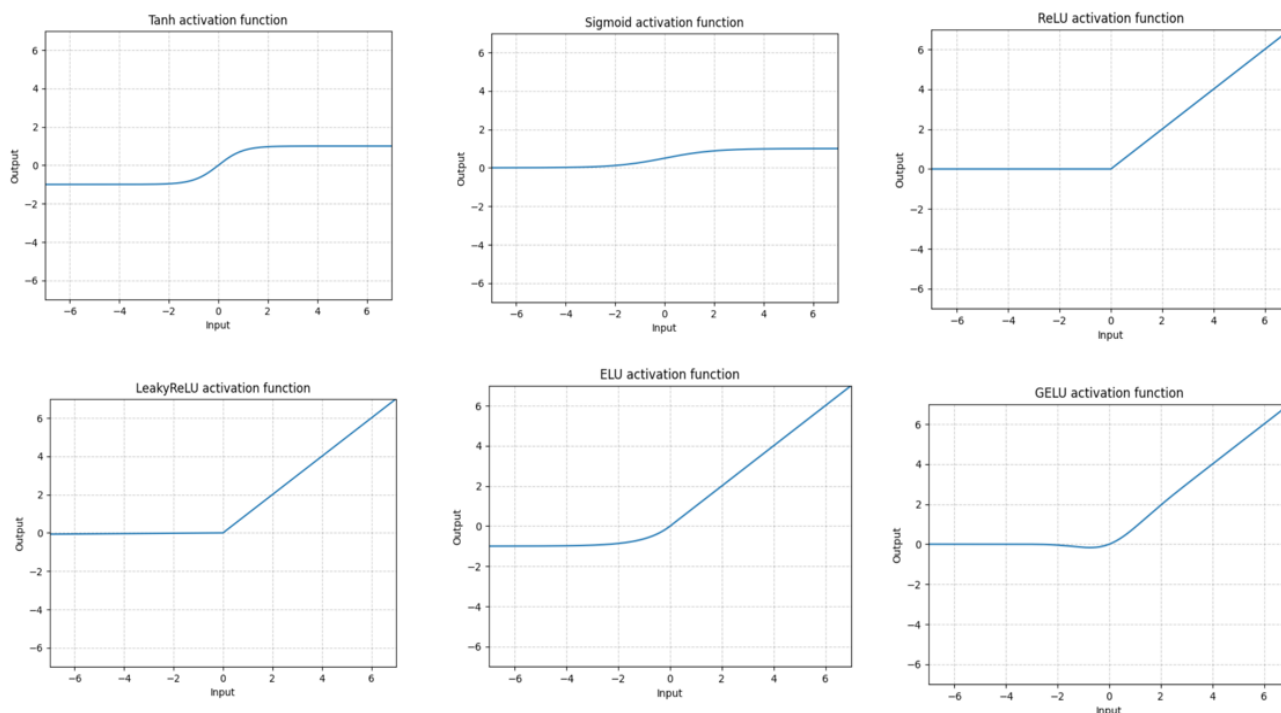 Tanh activation function
6
4
2
0
−2
−4
−6
Output
−6 −4 −2 0 2 4 6
Input
Sigmoid activation function
6
4
2
0
−2
−4
−6
Output
−6 −4 −2 0 2 4 6
Input
ReLU activation function
6
4
2
0
−2
−4
−6
Output
−6 −4 −2 0 2 4 6
Input
LeakyReLU activation function
6
4
2
0
−2
−4
−6
Output
−6 −4 −2 0 2 4 6
Input
ELU activation function
6
4
2
0
−2
−4
−6
Output
−6 −4 −2 0 2 4 6
Input
GELU activation function
6
4
2
0
−2
−4
−6
Output
−6 −4 −2 0 2 4 6
Input